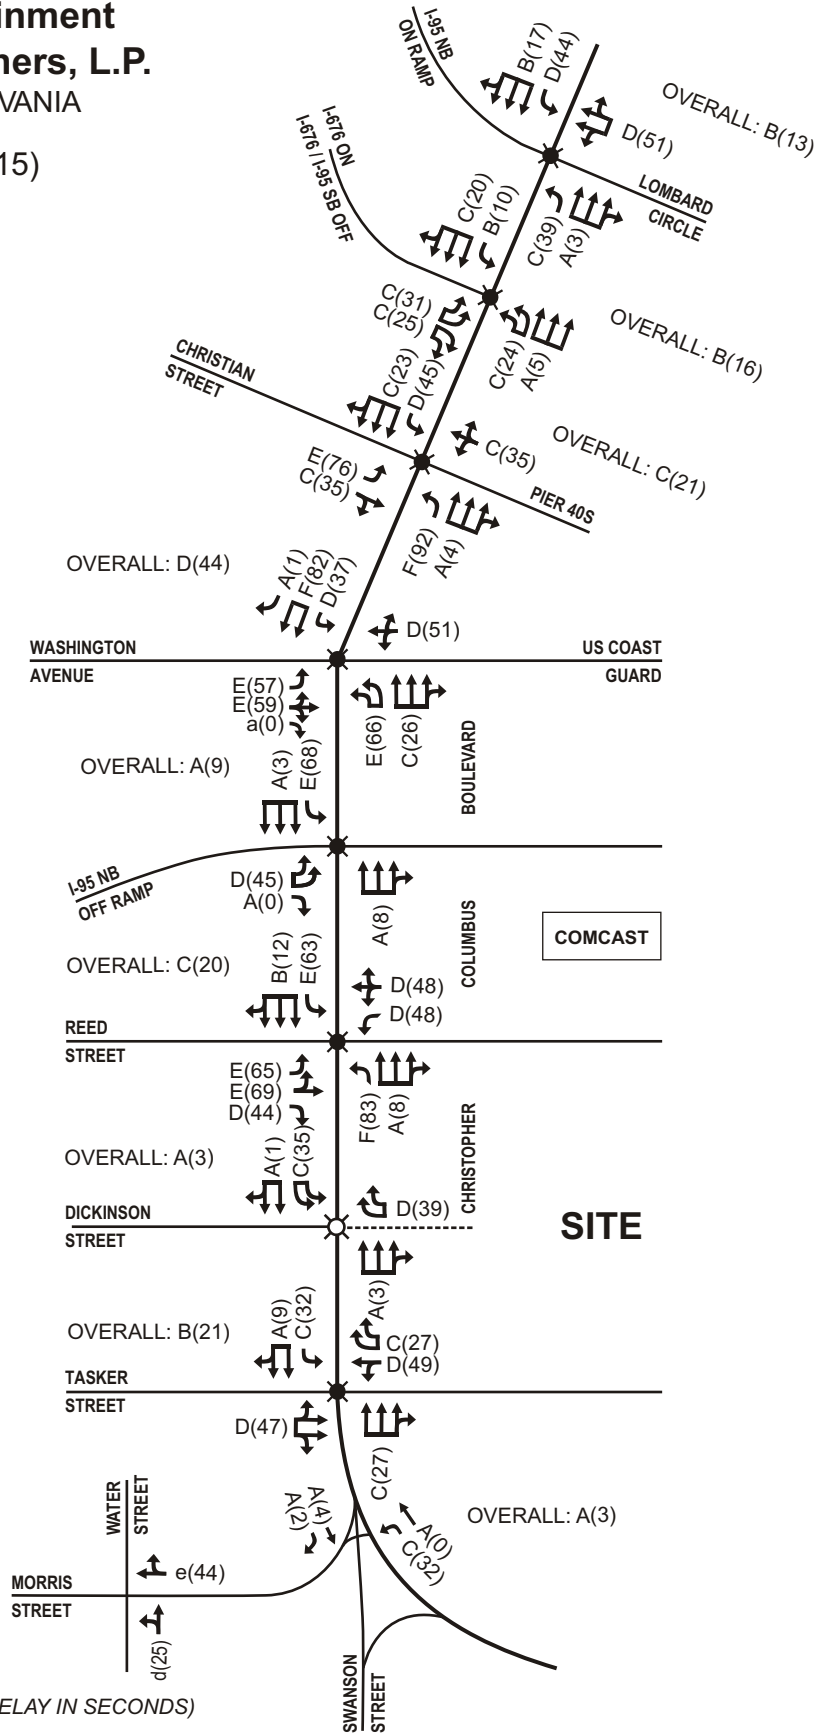 inment
ners, L.P.
VANIA
15)
I-95 NB
ON RAMP
B(17)
D(44)
D(51)
OVERALL: B(13)
LOMBARD
CIRCLE
I-676 ON
I-676 / I-95 SB OFF
C(20)
B(10)
C(39)
A(3)
C(31)
C(25)
C(24)
A(5)
OVERALL: B(16)
CHRISTIAN
STREET
C(23)
D(45)
C(35)
OVERALL: C(21)
E(76)
C(35)
PIER 40S
F(92)
A(4)
OVERALL: D(44)
A(1)
F(82)
D(37)
D(51)
WASHINGTON
AVENUE
US COAST
GUARD
E(57)
E(59)
a(0)
E(66)
C(26)
BOULEVARD
OVERALL: A(9)
A(3)
E(68)
I-95 NB
OFF RAMP
D(45)
A(0)
A(8)
COLUMBUS
COMCAST
OVERALL: C(20)
B(12)
E(63)
D(48)
D(48)
REED
STREET
E(65)
E(69)
D(44)
F(83)
A(8)
CHRISTOPHER
OVERALL: A(3)
A(1)
C(35)
D(39)
DICKINSON
STREET
SITE
A(3)
OVERALL: B(21)
A(9)
C(32)
C(27)
D(49)
TASKER
STREET
D(47)
C(27)
WATER
STREET
A(4)
A(2)
A(0)
C(32)
OVERALL: A(3)
e(44)
MORRIS
STREET
d(25)
SWANSON
STREET
ELAY IN SECONDS)